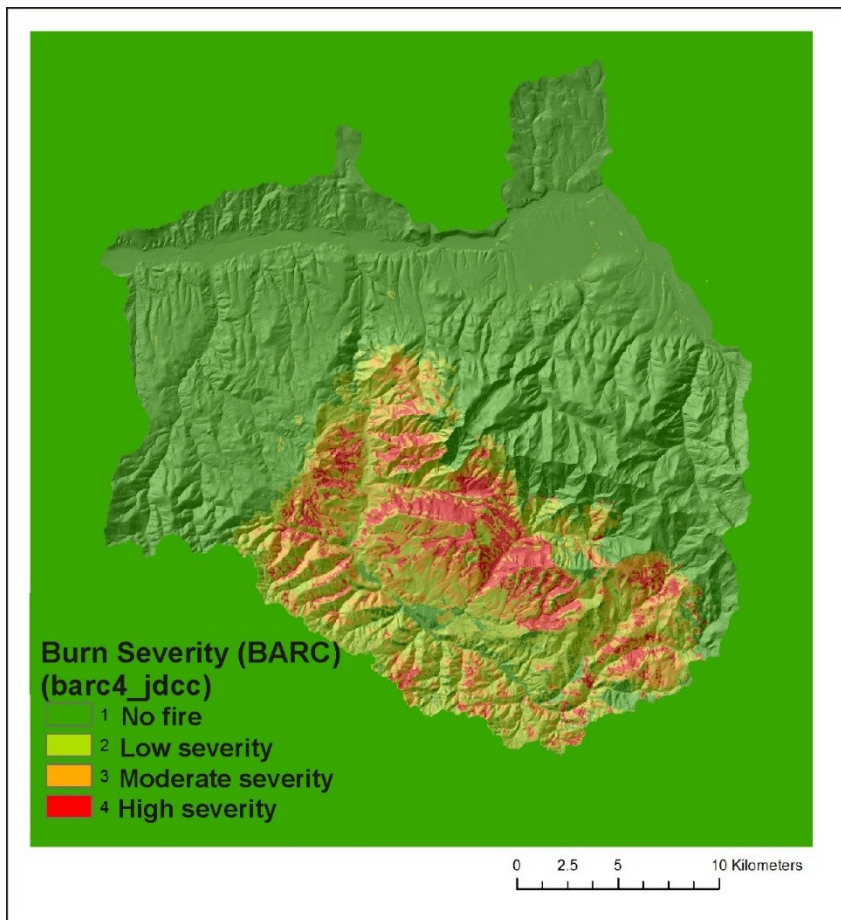 Burn Severity (BARC)
(barc4_jdcc)
1 No fire
2 Low severity
3 Moderate severity
4 High severity
0 2.5 5 10 Kilometers